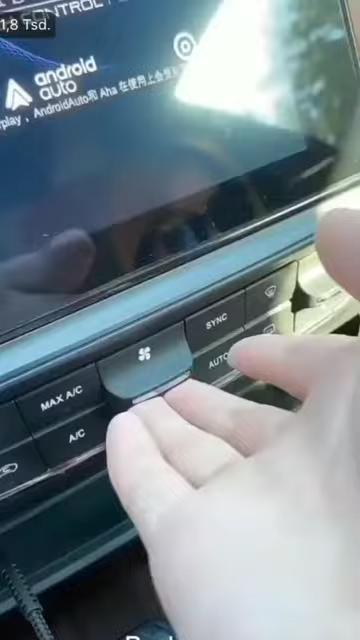 CONTROL
1,8 Tsd.
android
auto
play，AndroidAuto和 Aha 在使用上会
SYNC
AUTO
MAX A/C
A/C